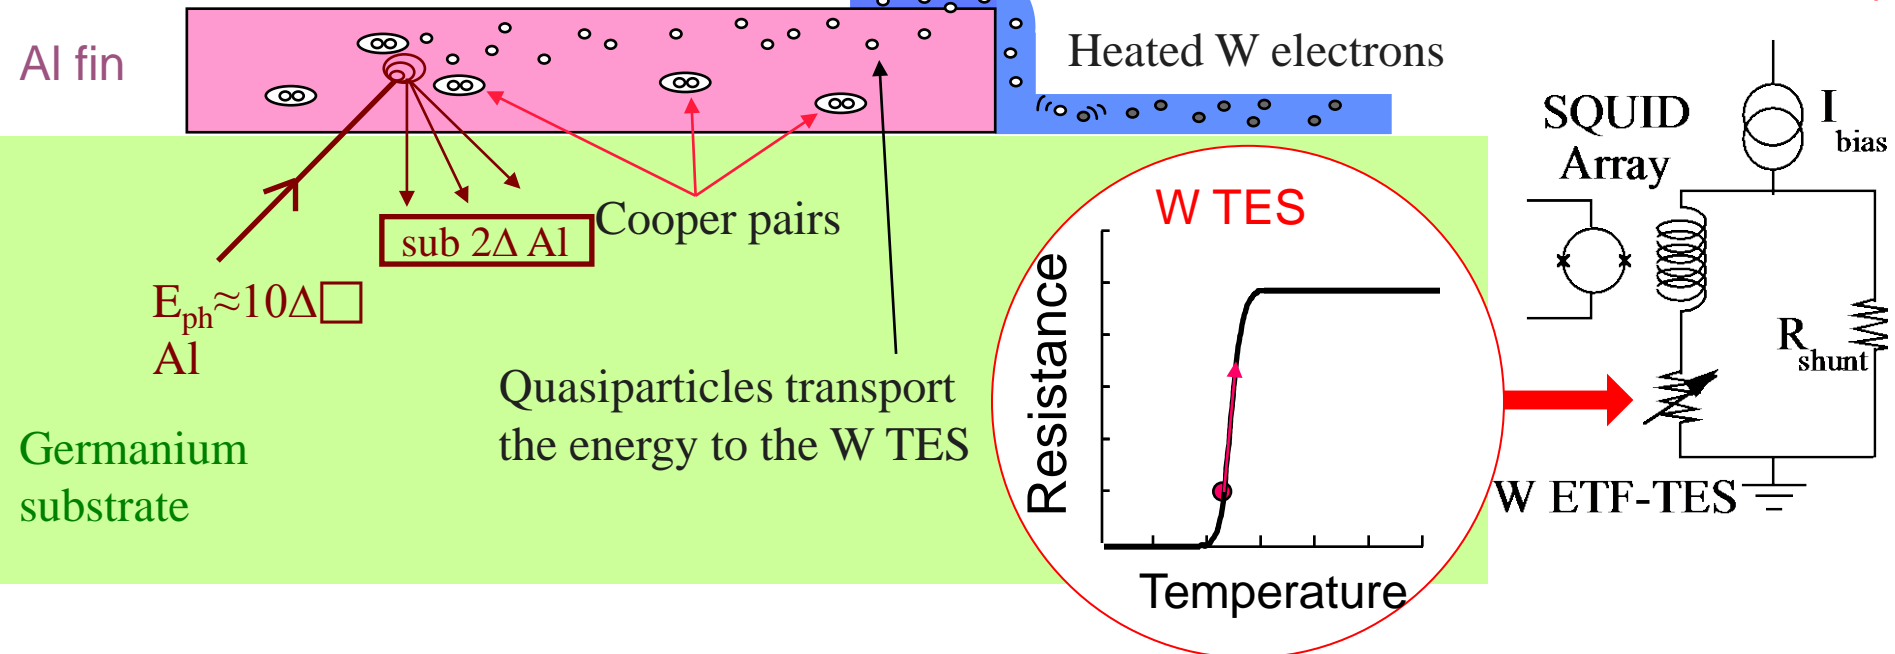 Al fin
Heated W electrons
SQUID
Array
I
bias
W TES
Cooper pairs
sub 2Δ Al
E_ph≈10Δ□
Al
Resistance
R
shunt
Quasiparticles transport
the energy to the W TES
Germanium
substrate
W ETF-TES
Temperature